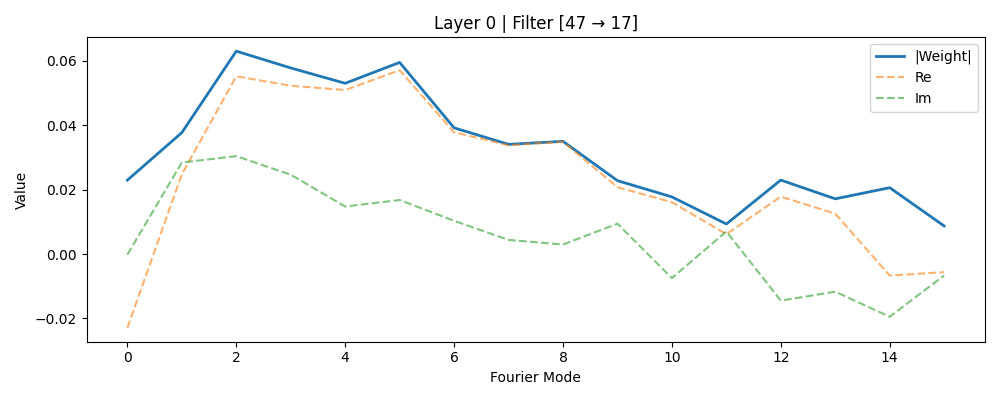 Layer 0 | Filter [47 → 17]
|Weight|
Re
Im
Value
0.06
0.04
0.02
0.00
−0.02
0 2 4 6 8 10 12 14
Fourier Mode